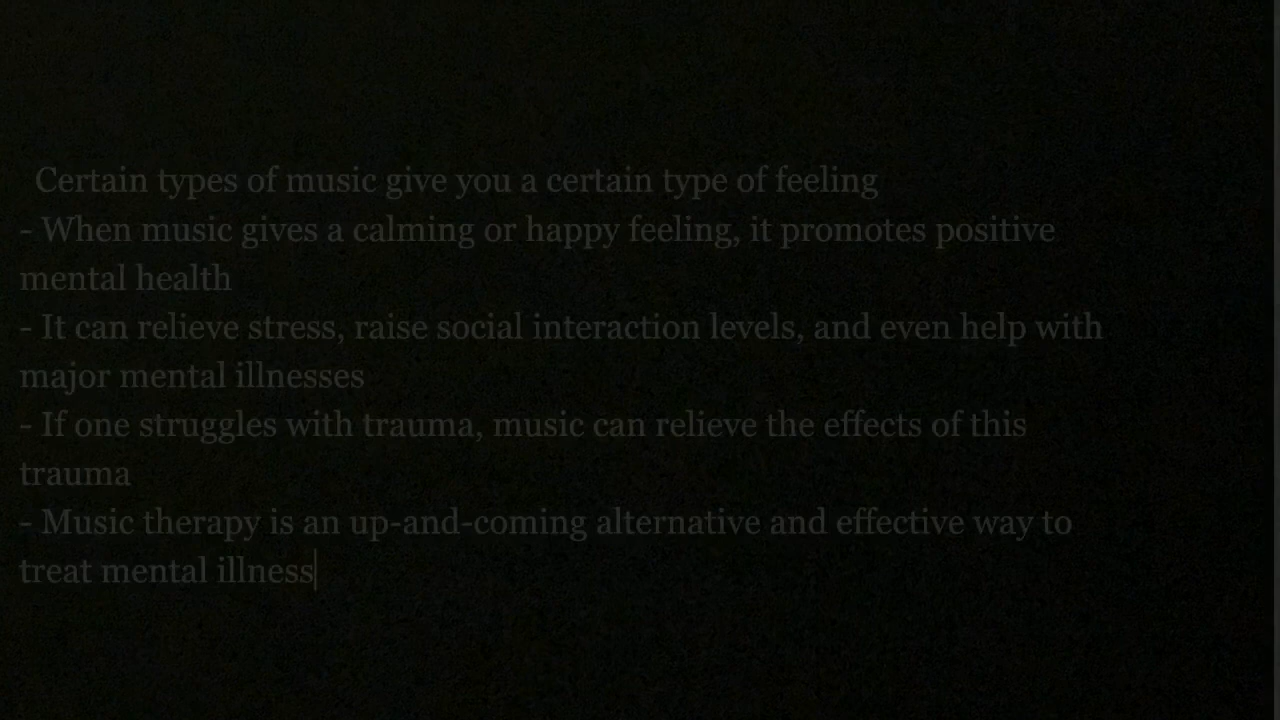 Certain types of music give you a certain type of feeling
- When music gives a calming or happy feeling, it promotes positive
mental health
- It can relieve stress, raise social interaction levels, and even help with
major mental illnesses
- If one struggles with trauma, music can relieve the effects of this
trauma
- Music therapy is an up-and-coming alternative and effective way to
treat mental illness